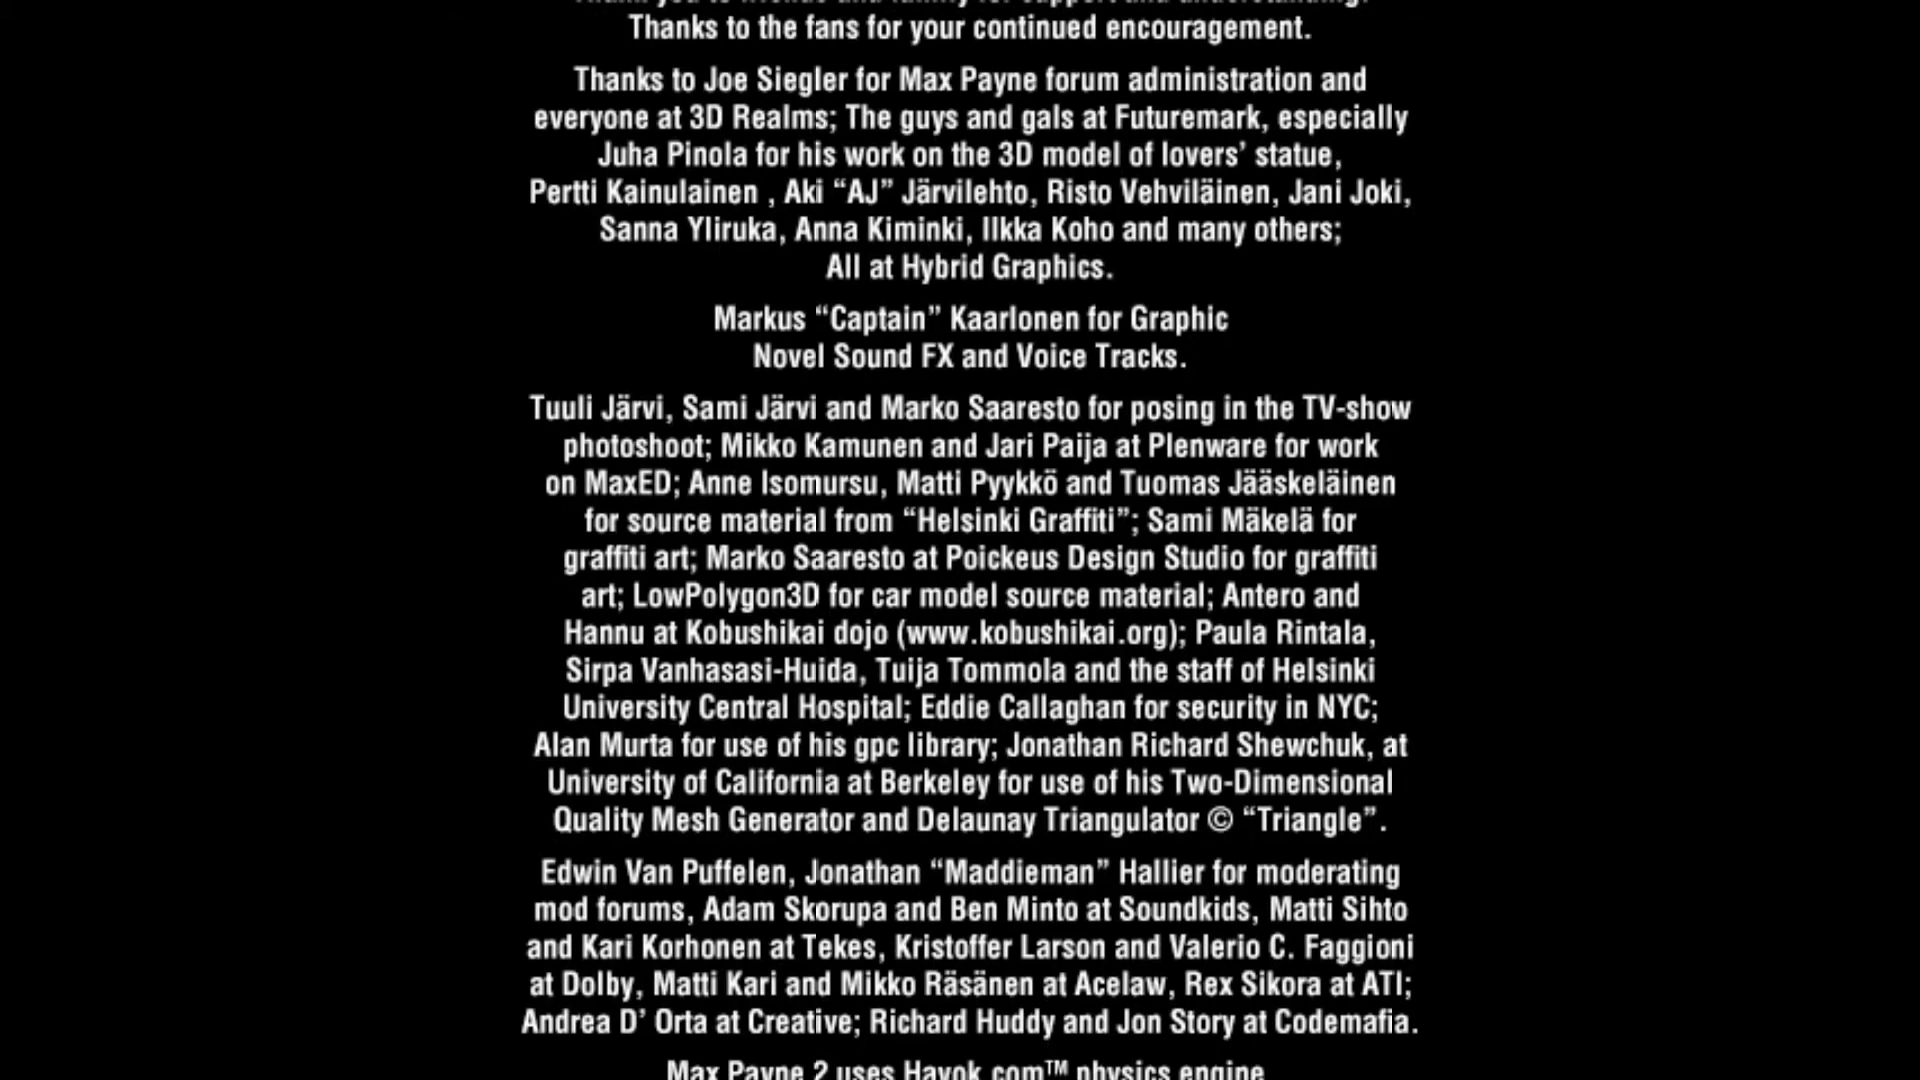 Thank you to friends and family for support and understanding.
Thanks to the fans for your continued encouragement.
Thanks to Joe Siegler for Max Payne forum administration and
everyone at 3D Realms; The guys and gals at Futuremark, especially
Juha Pinola for his work on the 3D model of lovers’ statue,
Pertti Kainulainen , Aki “AJ” Järvilehto, Risto Vehviläinen, Jani Joki,
Sanna Yliruka, Anna Kiminki, Ilkka Koho and many others;
All at Hybrid Graphics.
Markus “Captain” Kaarlonen for Graphic
Novel Sound FX and Voice Tracks.
Tuuli Järvi, Sami Järvi and Marko Saaresto for posing in the TV-show
photoshoot; Mikko Kamunen and Jari Paija at Plenware for work
on MaxED; Anne Isomursu, Matti Pyykkö and Tuomas Jääskeläinen
for source material from “Helsinki Graffiti”; Sami Mäkelä for
graffiti art; Marko Saaresto at Poickeus Design Studio for graffiti
art; LowPolygon3D for car model source material; Antero and
Hannu at Kobushikai dojo (www.kobushikai.org); Paula Rintala,
Sirpa Vanhasasi-Huida, Tuija Tommola and the staff of Helsinki
University Central Hospital; Eddie Callaghan for security in NYC;
Alan Murta for use of his gpc library; Jonathan Richard Shewchuk, at
University of California at Berkeley for use of his Two-Dimensional
Quality Mesh Generator and Delaunay Triangulator © “Triangle”.
Edwin Van Puffelen, Jonathan “Maddieman” Hallier for moderating
mod forums, Adam Skorupa and Ben Minto at Soundkids, Matti Sihto
and Kari Korhonen at Tekes, Kristoffer Larson and Valerio C. Faggioni
at Dolby, Matti Kari and Mikko Räsänen at Acelaw, Rex Sikora at ATI;
Andrea D’ Orta at Creative; Richard Huddy and Jon Story at Codemafia.
Max Payne 2 uses Havok.com™ physics engine